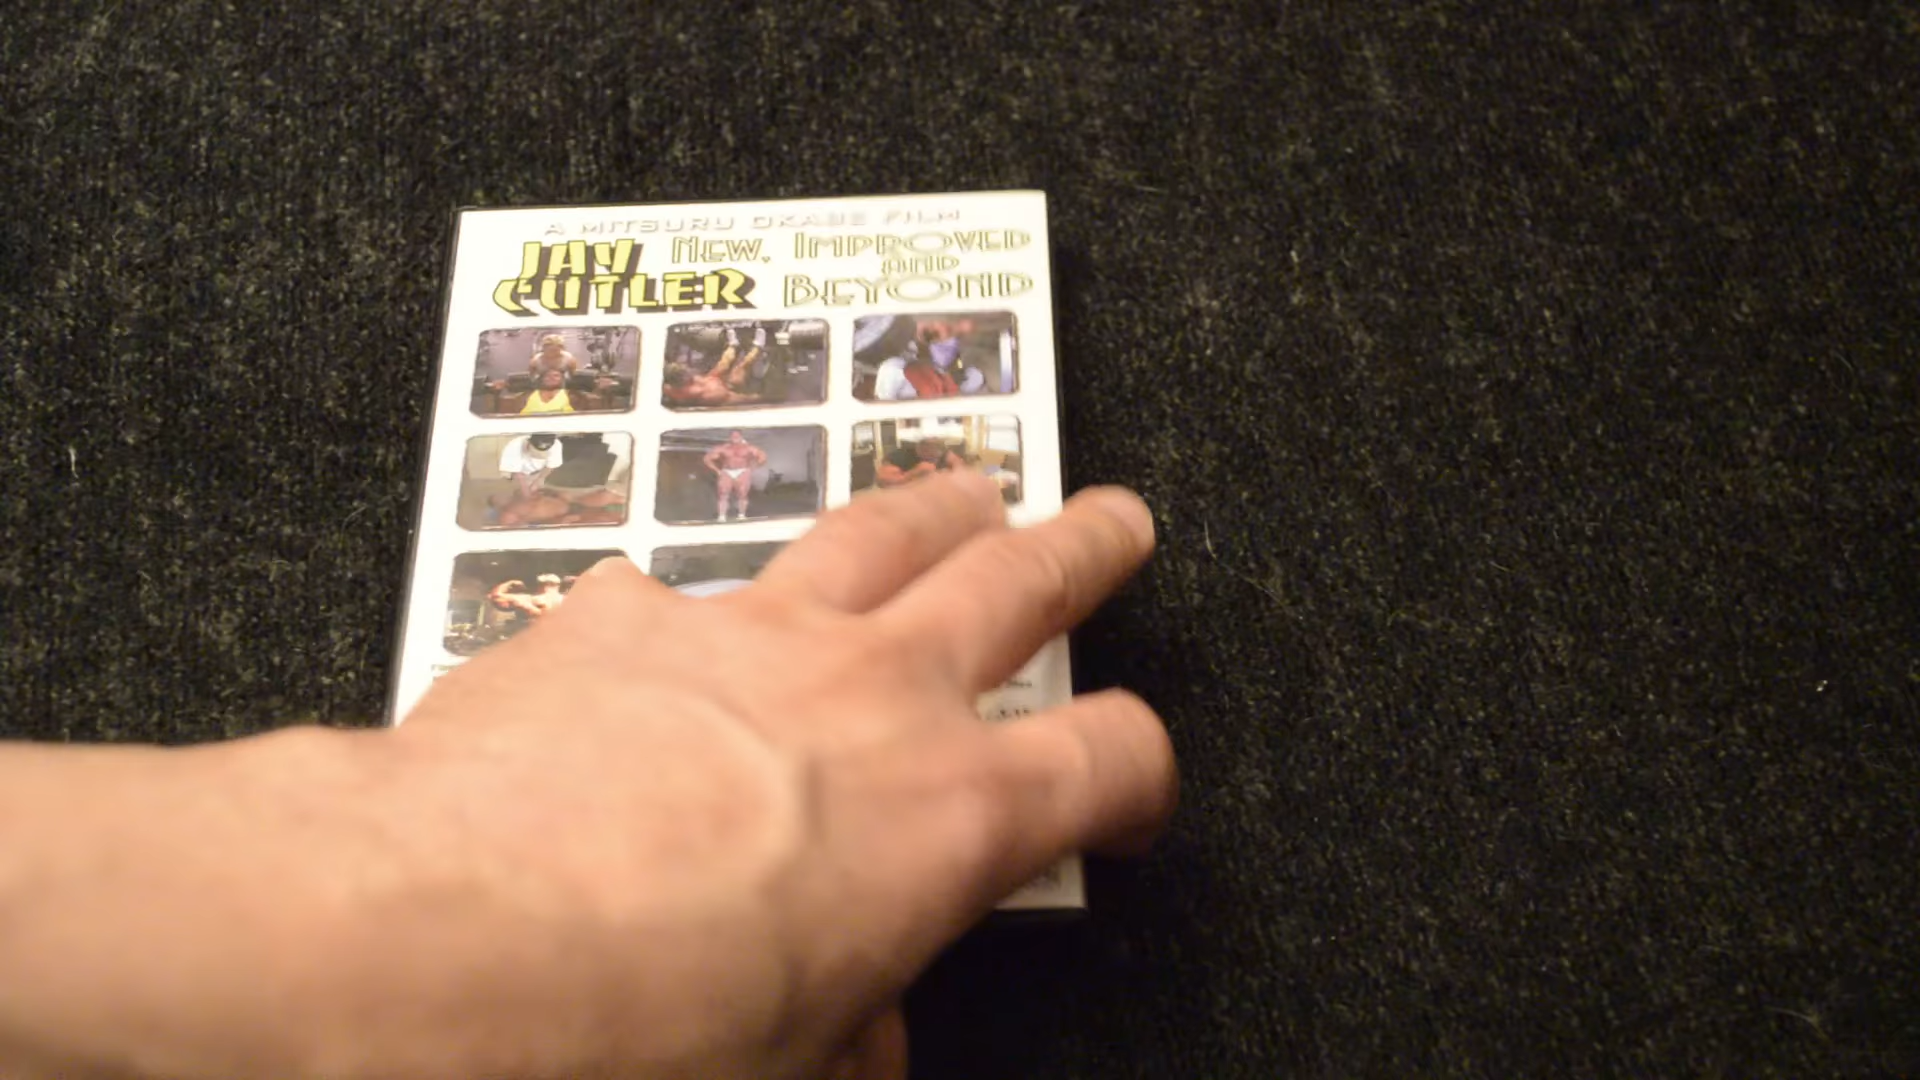 A MITSURU OKABE FILM
JAY CUTLER
NEW, IMPROVED AND BEYOND